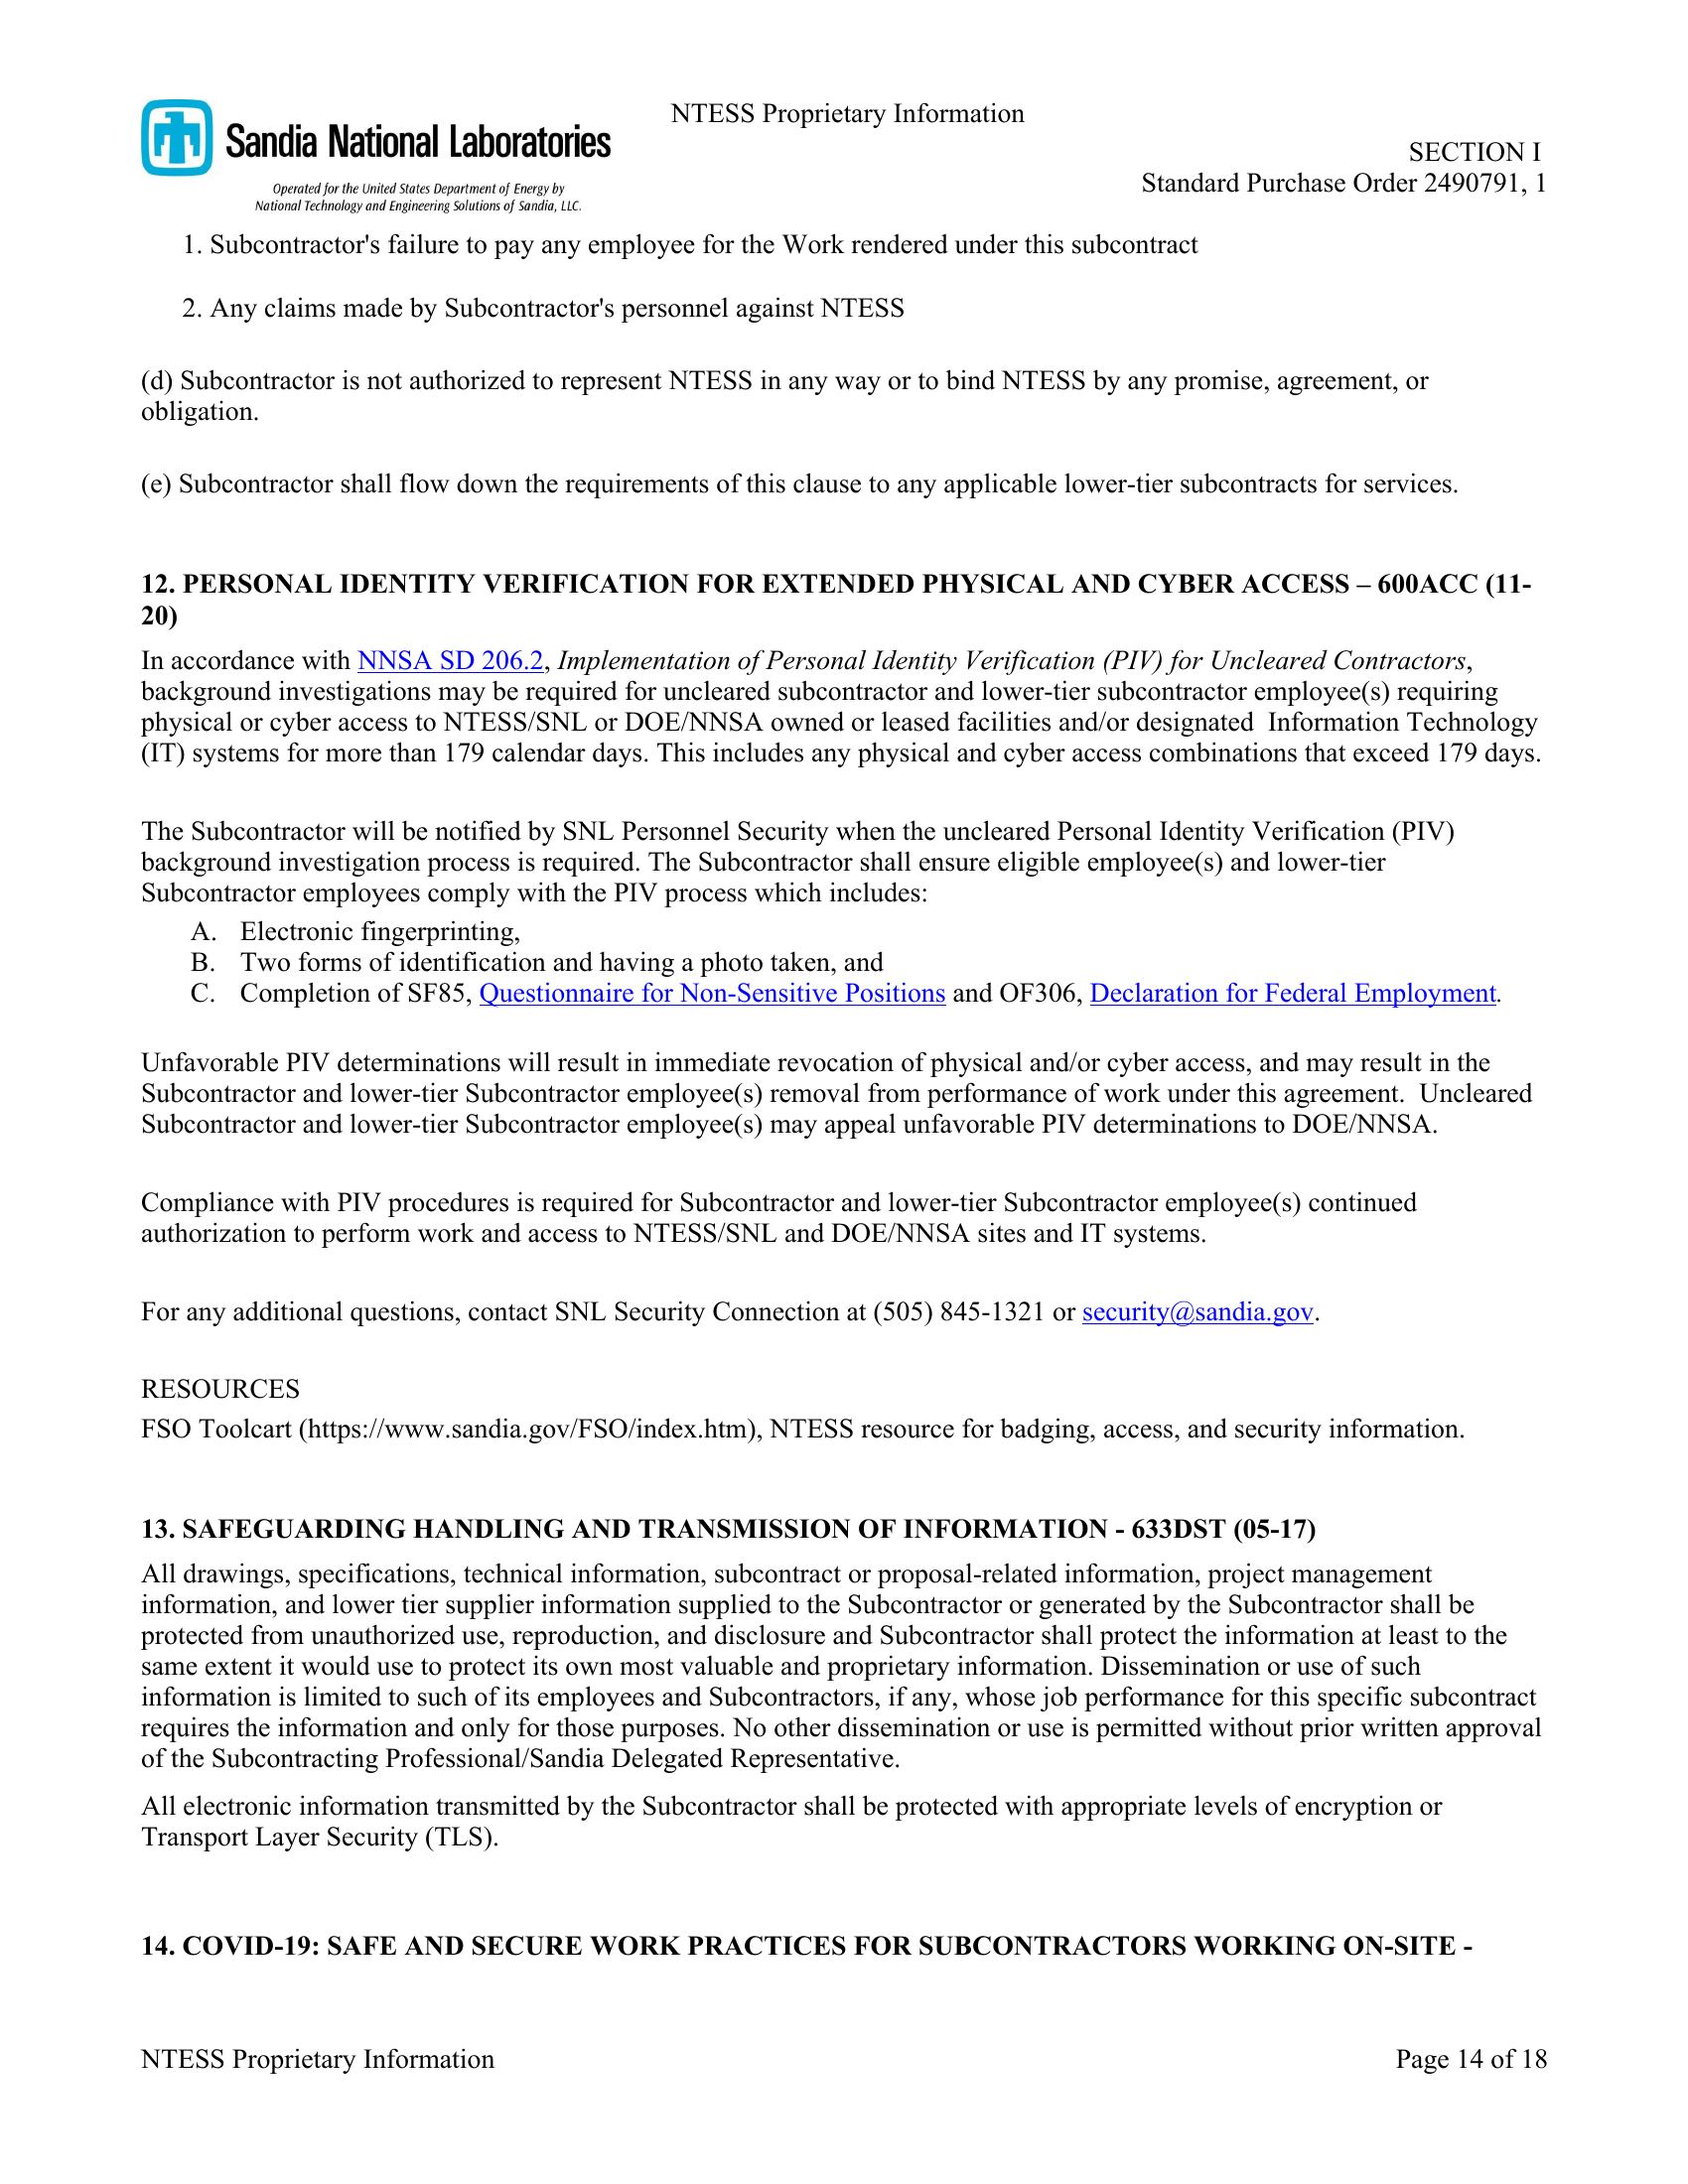 NTESS Proprietary Information
Sandia National Laboratories
Operated for the United States Department of Energy by
National Technology and Engineering Solutions of Sandia, LLC.
SECTION I
Standard Purchase Order 2490791, 1
1. Subcontractor's failure to pay any employee for the Work rendered under this subcontract
2. Any claims made by Subcontractor's personnel against NTESS
(d) Subcontractor is not authorized to represent NTESS in any way or to bind NTESS by any promise, agreement, or
obligation.
(e) Subcontractor shall flow down the requirements of this clause to any applicable lower-tier subcontracts for services.
12. PERSONAL IDENTITY VERIFICATION FOR EXTENDED PHYSICAL AND CYBER ACCESS – 600ACC (11-
20)
In accordance with NNSA SD 206.2, Implementation of Personal Identity Verification (PIV) for Uncleared Contractors,
background investigations may be required for uncleared subcontractor and lower-tier subcontractor employee(s) requiring
physical or cyber access to NTESS/SNL or DOE/NNSA owned or leased facilities and/or designated  Information Technology
(IT) systems for more than 179 calendar days. This includes any physical and cyber access combinations that exceed 179 days.
The Subcontractor will be notified by SNL Personnel Security when the uncleared Personal Identity Verification (PIV)
background investigation process is required. The Subcontractor shall ensure eligible employee(s) and lower-tier
Subcontractor employees comply with the PIV process which includes:
A. Electronic fingerprinting,
B. Two forms of identification and having a photo taken, and
C. Completion of SF85, Questionnaire for Non-Sensitive Positions and OF306, Declaration for Federal Employment.
Unfavorable PIV determinations will result in immediate revocation of physical and/or cyber access, and may result in the
Subcontractor and lower-tier Subcontractor employee(s) removal from performance of work under this agreement.  Uncleared
Subcontractor and lower-tier Subcontractor employee(s) may appeal unfavorable PIV determinations to DOE/NNSA.
Compliance with PIV procedures is required for Subcontractor and lower-tier Subcontractor employee(s) continued
authorization to perform work and access to NTESS/SNL and DOE/NNSA sites and IT systems.
For any additional questions, contact SNL Security Connection at (505) 845-1321 or security@sandia.gov.
RESOURCES
FSO Toolcart (https://www.sandia.gov/FSO/index.htm), NTESS resource for badging, access, and security information.
13. SAFEGUARDING HANDLING AND TRANSMISSION OF INFORMATION - 633DST (05-17)
All drawings, specifications, technical information, subcontract or proposal-related information, project management
information, and lower tier supplier information supplied to the Subcontractor or generated by the Subcontractor shall be
protected from unauthorized use, reproduction, and disclosure and Subcontractor shall protect the information at least to the
same extent it would use to protect its own most valuable and proprietary information. Dissemination or use of such
information is limited to such of its employees and Subcontractors, if any, whose job performance for this specific subcontract
requires the information and only for those purposes. No other dissemination or use is permitted without prior written approval
of the Subcontracting Professional/Sandia Delegated Representative.
All electronic information transmitted by the Subcontractor shall be protected with appropriate levels of encryption or
Transport Layer Security (TLS).
14. COVID-19: SAFE AND SECURE WORK PRACTICES FOR SUBCONTRACTORS WORKING ON-SITE -
NTESS Proprietary Information
Page 14 of 18